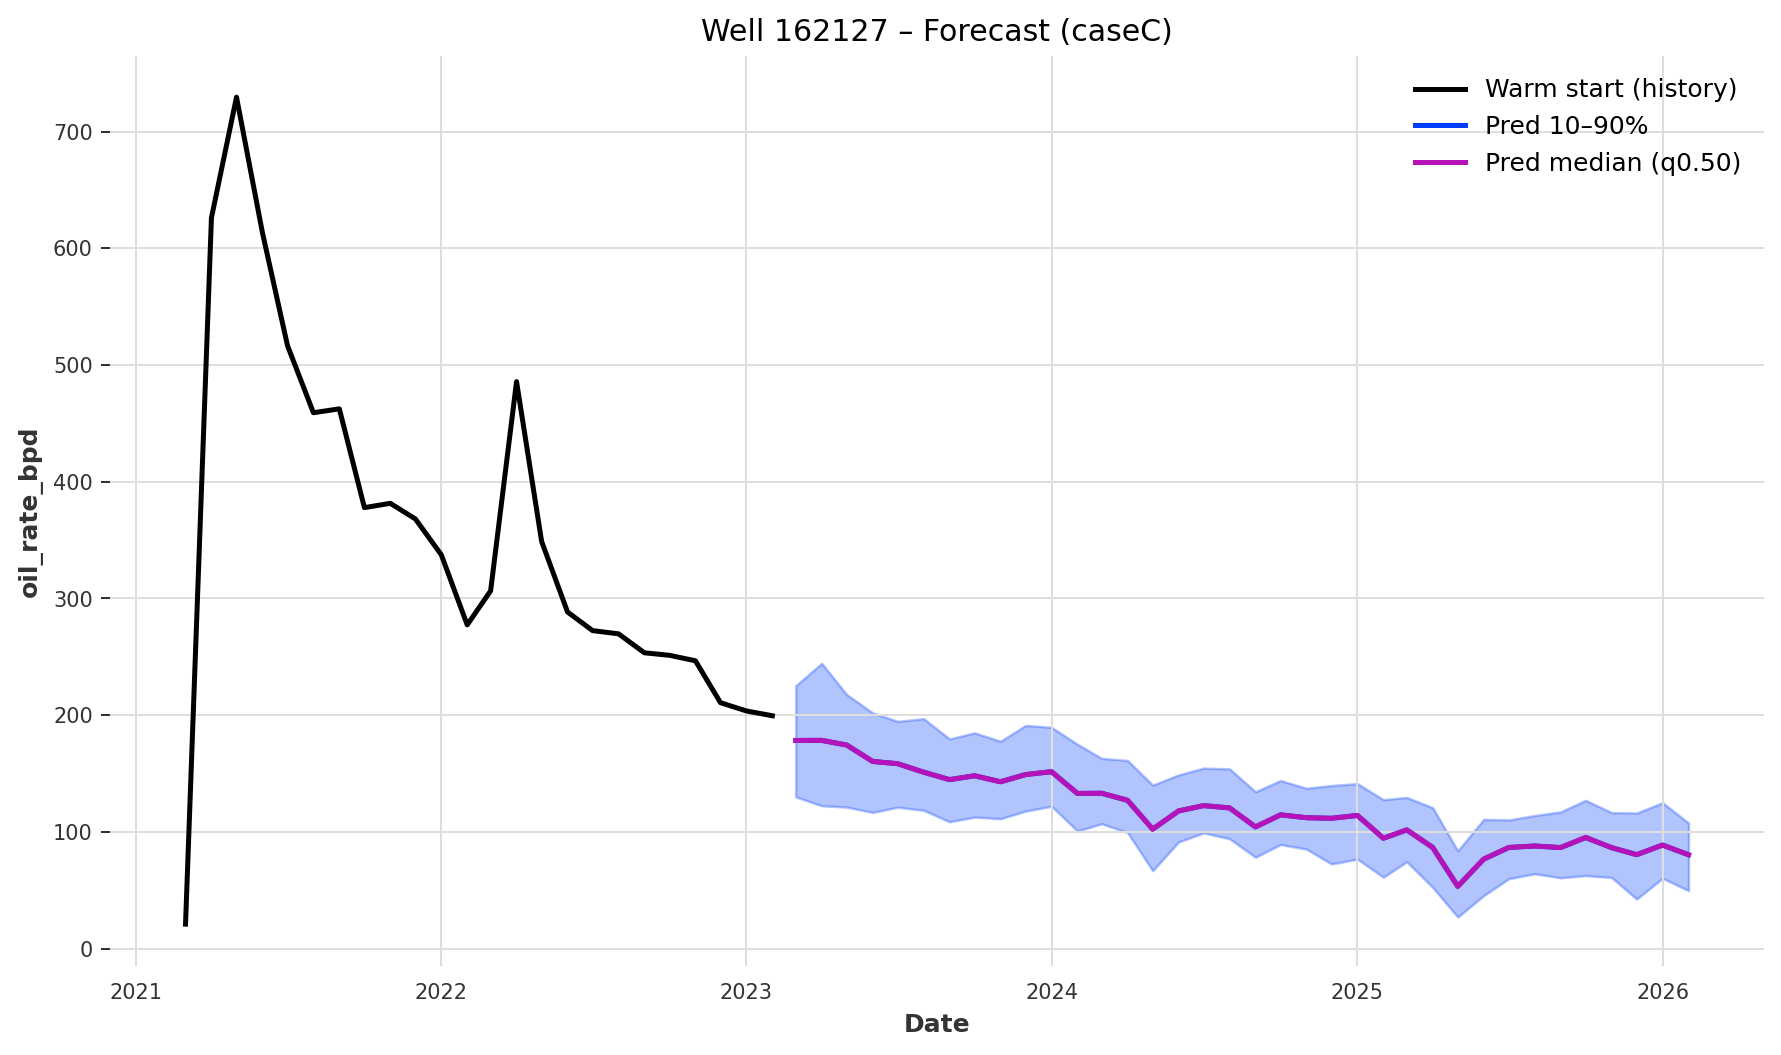 Well 162127 – Forecast (caseC)
Warm start (history)
Pred 10–90%
Pred median (q0.50)
oil_rate_bpd
700
600
500
400
300
200
100
0
2021
2022
2023
2024
2025
2026
Date